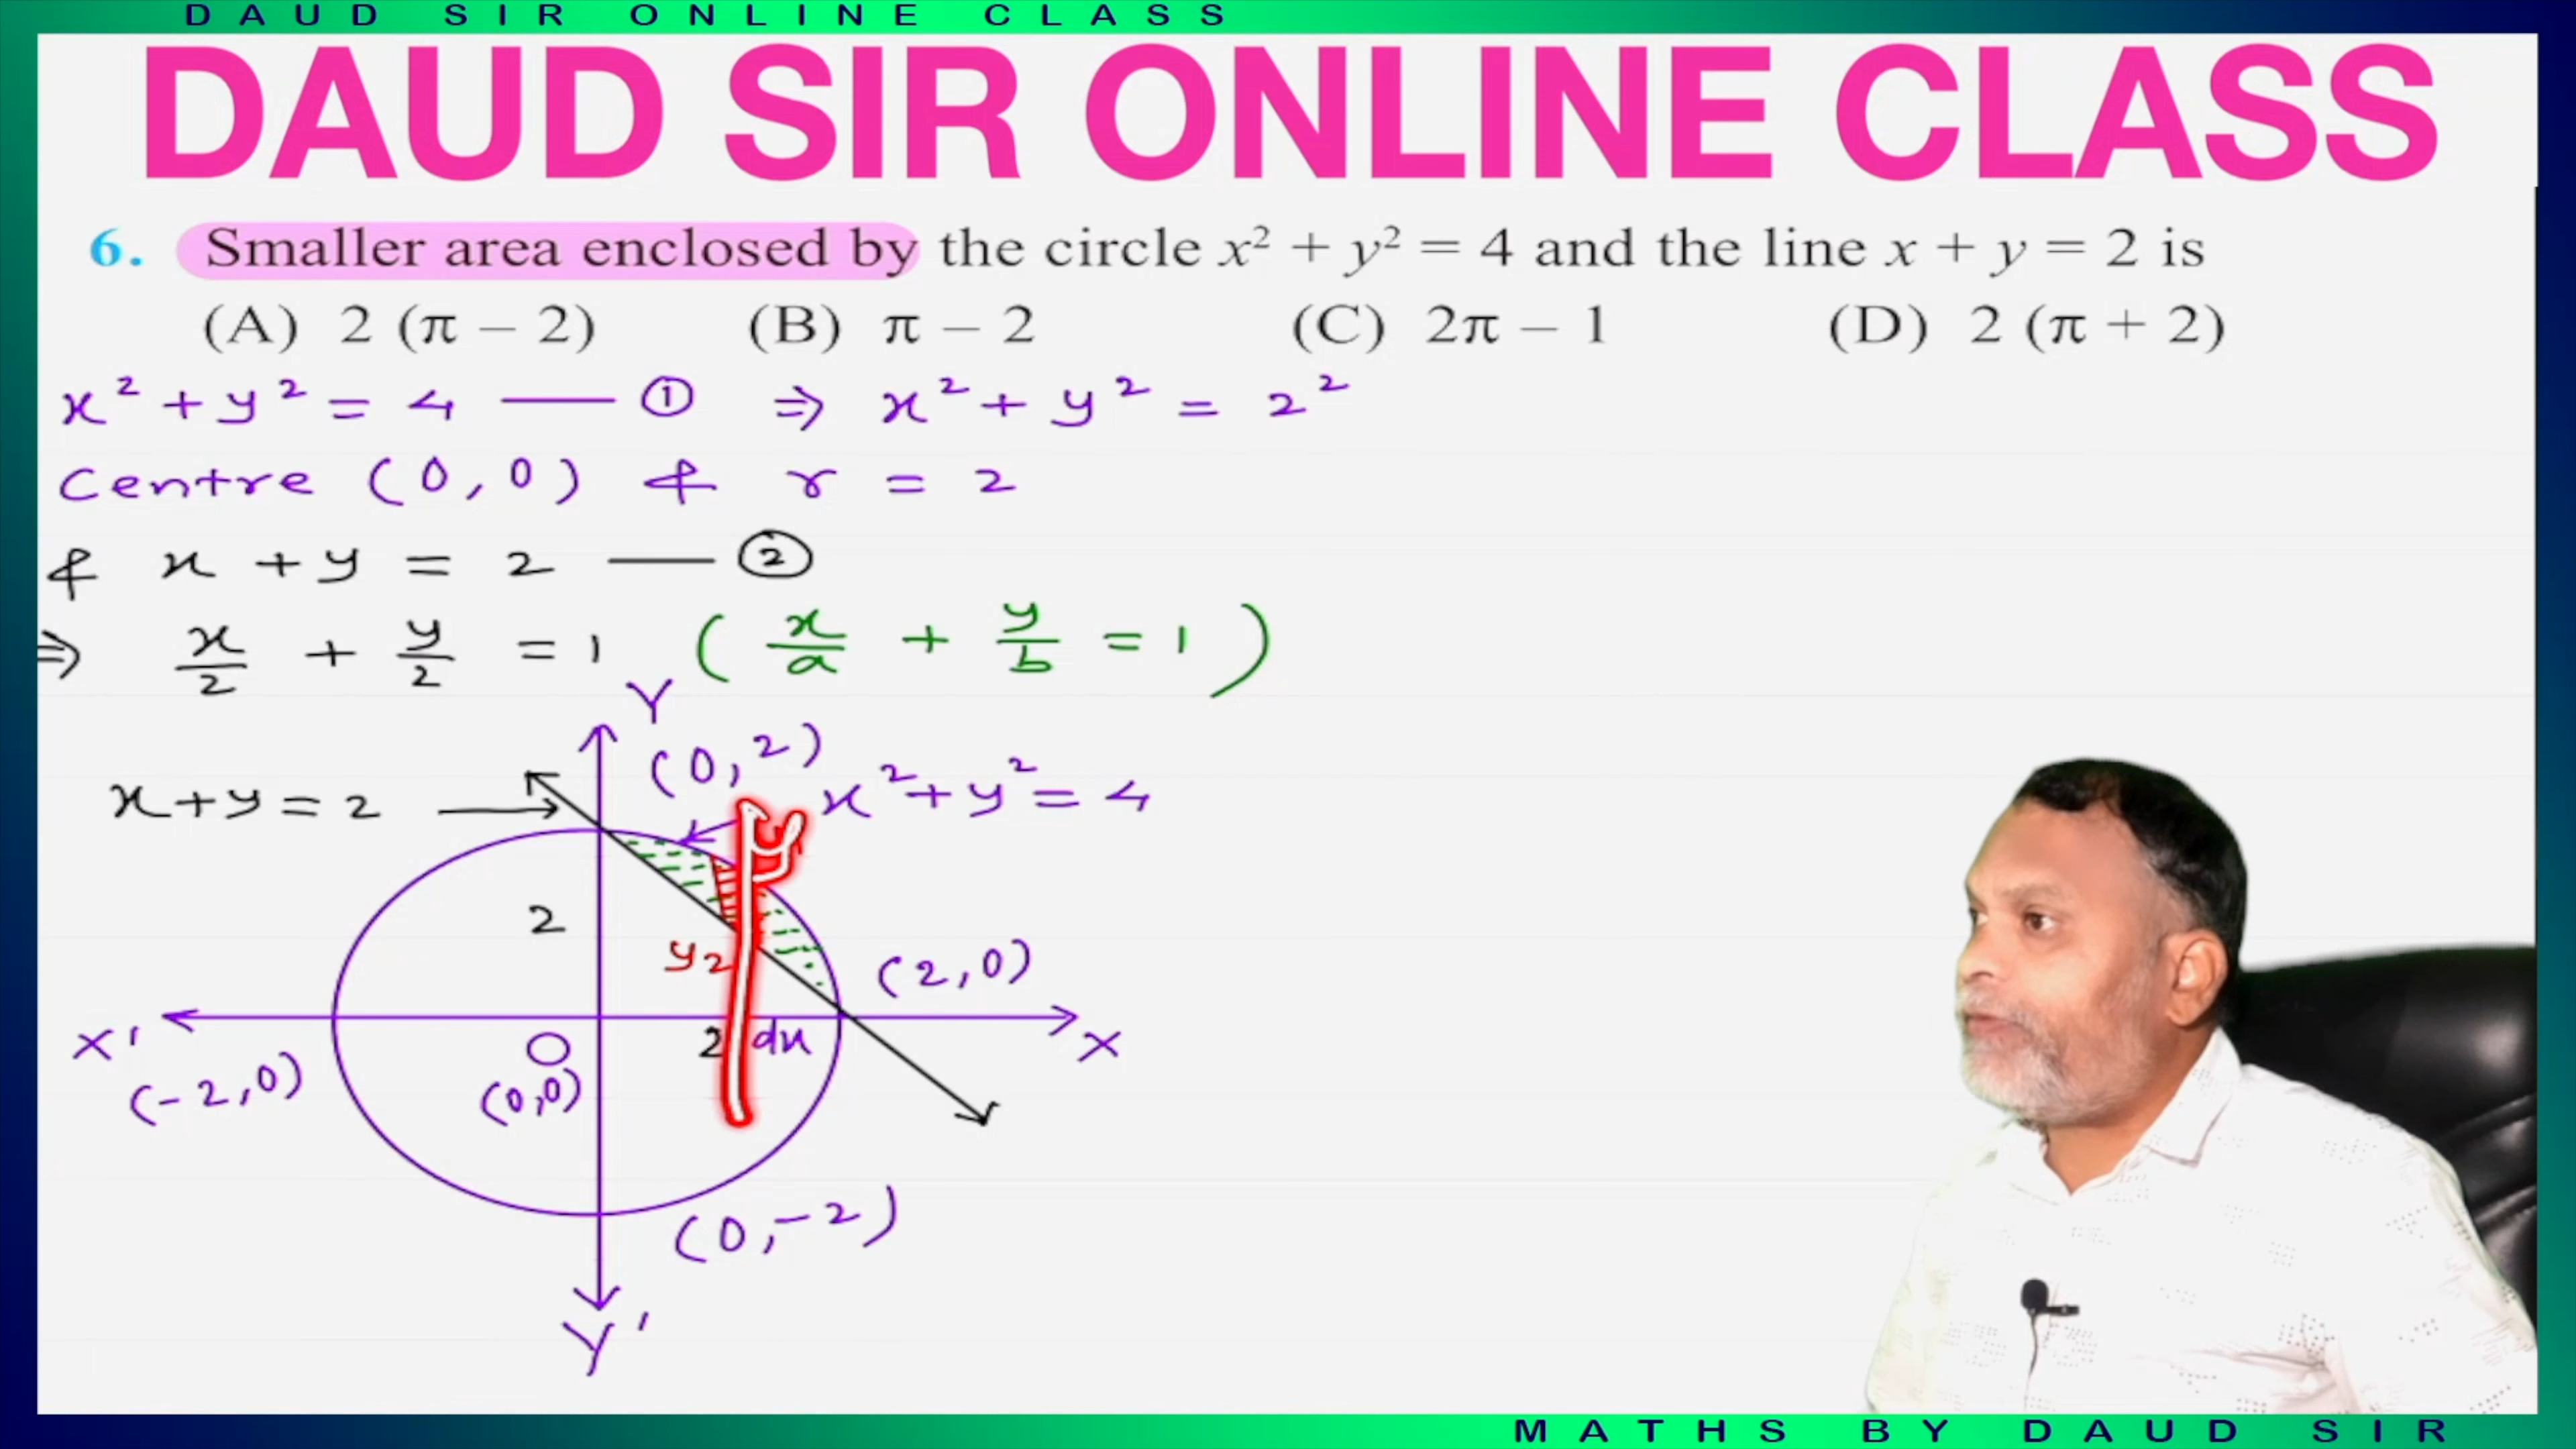 DAUD SIR ONLINE CLASS
DAUD SIR ONLINE CLASS
6. Smaller area enclosed by the circle x² + y² = 4 and the line x + y = 2 is
(A) 2 (π – 2) (B) π – 2 (C) 2π – 1 (D) 2 (π + 2)
x² + y² = 4 —— ① ⇒ x² + y² = 2²
Centre (0,0) & r = 2
& x + y = 2 —— ②
⇒ x/2 + y/2 = 1 ( x/a + y/b = 1 )
Y
(0,2)
x+y=2
x²+y²=4
y
2
y2
(2,0)
X'
O
2
dx
X
(-2,0)
(0,0)
(0,-2)
Y'
MATHS BY DAUD SIR